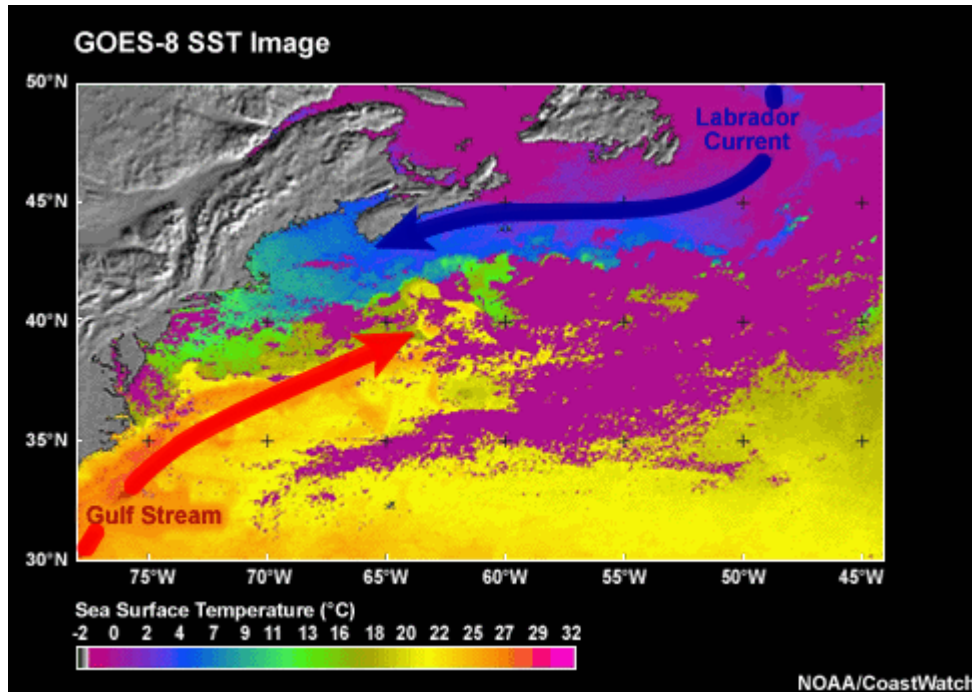 GOES-8 SST Image
50°N
Labrador
Current
45°N
40°N
35°N
Gulf Stream
30°N
75°W 70°W 65°W 60°W 55°W 50°W 45°W
Sea Surface Temperature (°C)
-2 0 2 4 7 9 11 13 16 18 20 22 25 27 29 32
NOAA/CoastWatch